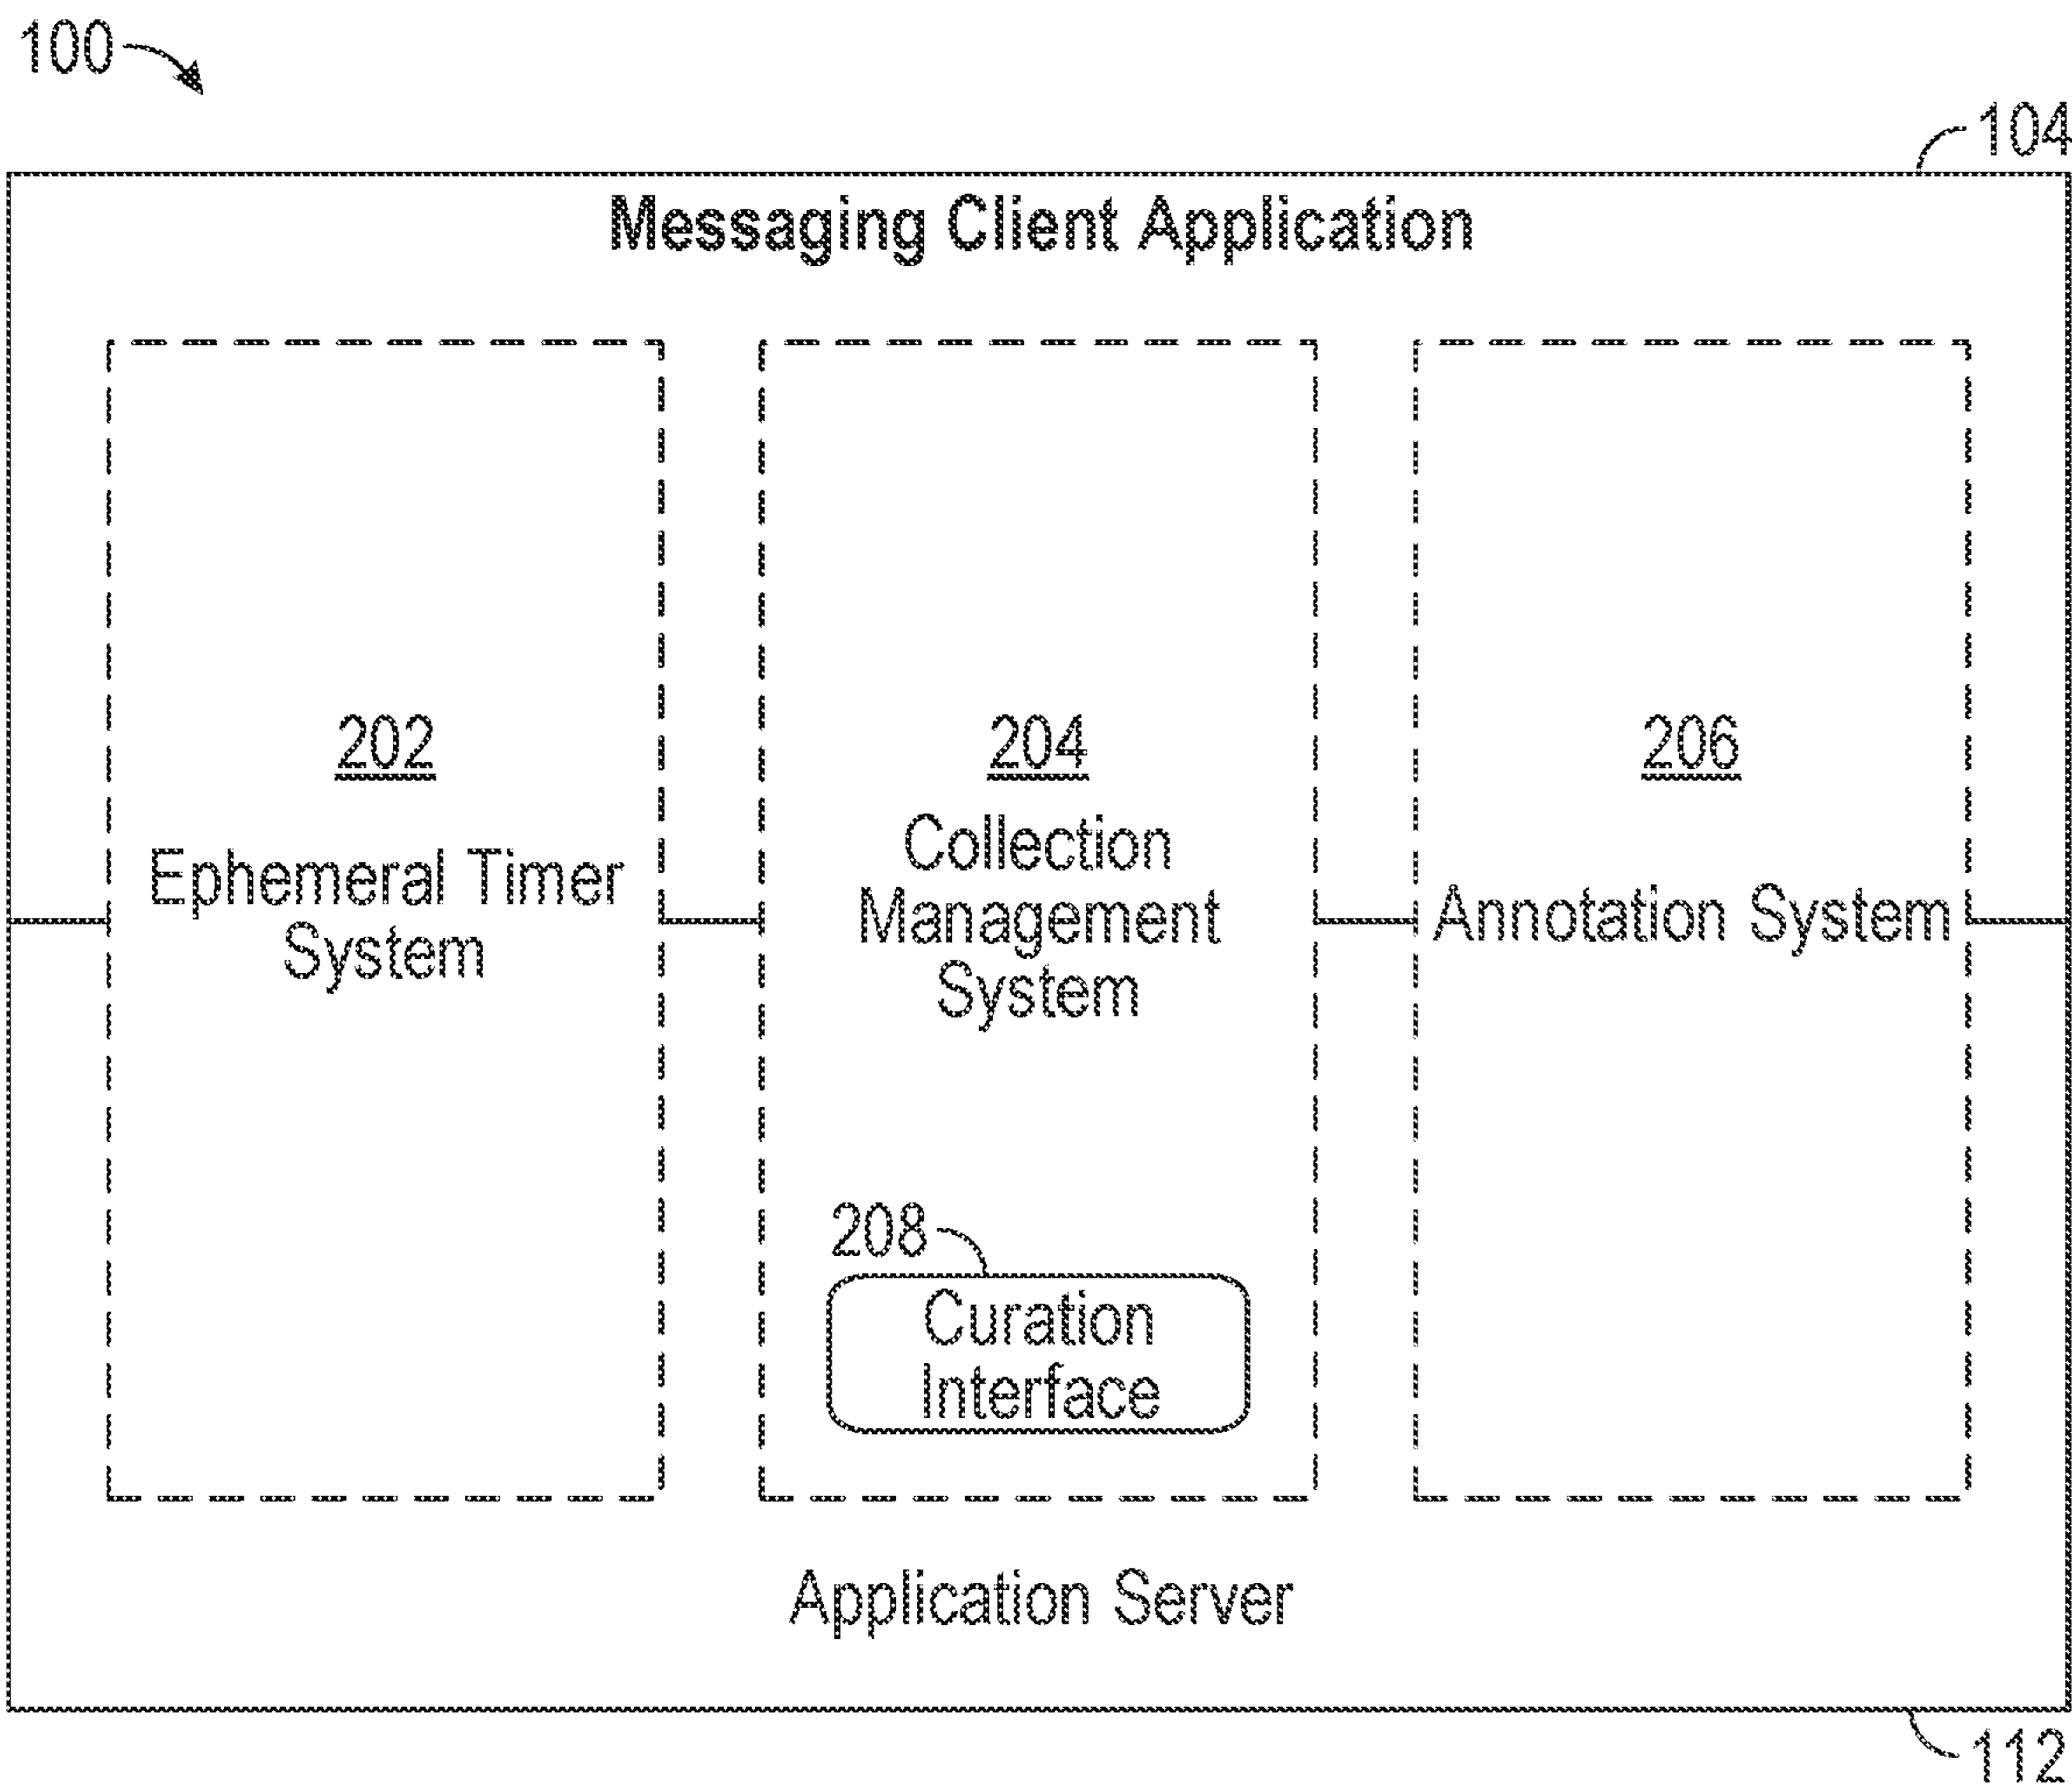 100
104
Messaging Client Application
202
Ephemeral Timer
System
204
Collection
Management
System
208
Curation
Interface
206
Annotation System
Application Server
112